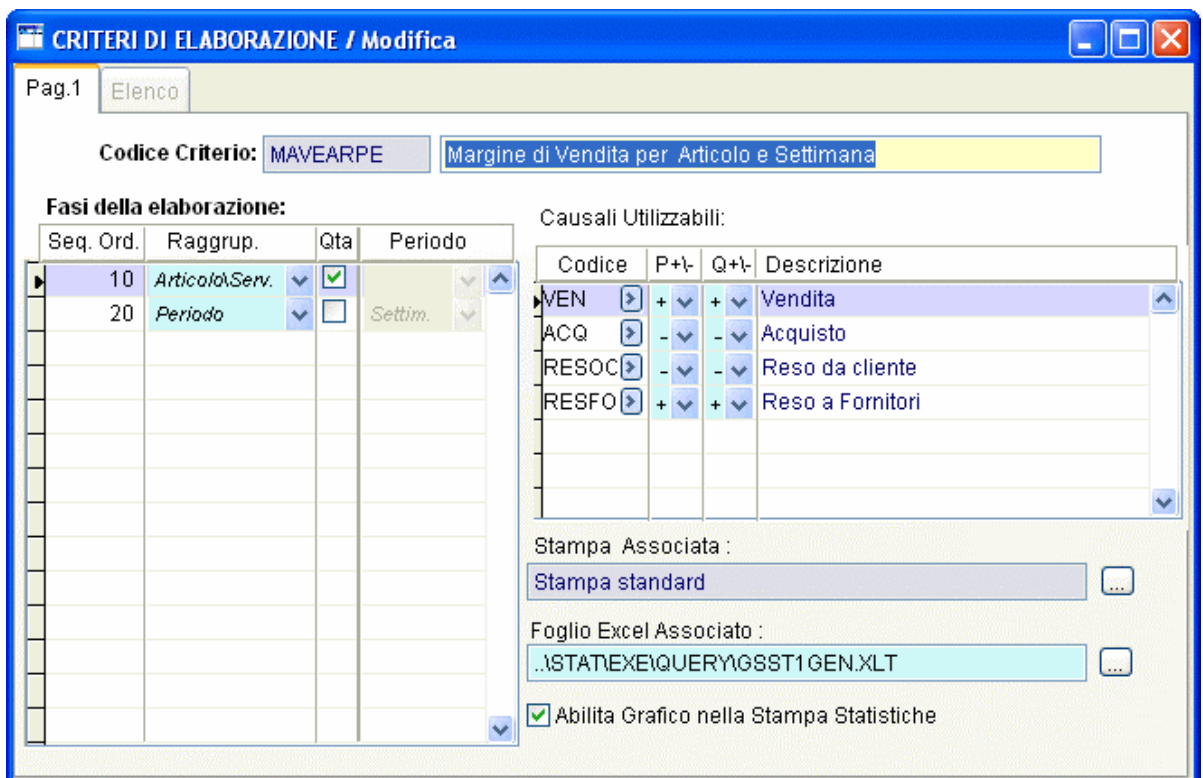 CRITERI DI ELABORAZIONE / Modifica
Pag.1 Elenco
Codice Criterio: MAVEARPE Margine di Vendita per Articolo e Settimana
Fasi della elaborazione:
Seq. Ord. Raggrup. Qta Periodo
10 Articolo\Serv.
20 Periodo Settim.
Causali Utilizzabili:
Codice P+\- Q+\- Descrizione
VEN + + Vendita
ACQ - - Acquisto
RESOC - - Reso da cliente
RESFO + + Reso a Fornitori
Stampa Associata :
Stampa standard ...
Foglio Excel Associato :
..\STAT\EXE\QUERY\GSST1GEN.XLT ...
Abilita Grafico nella Stampa Statistiche